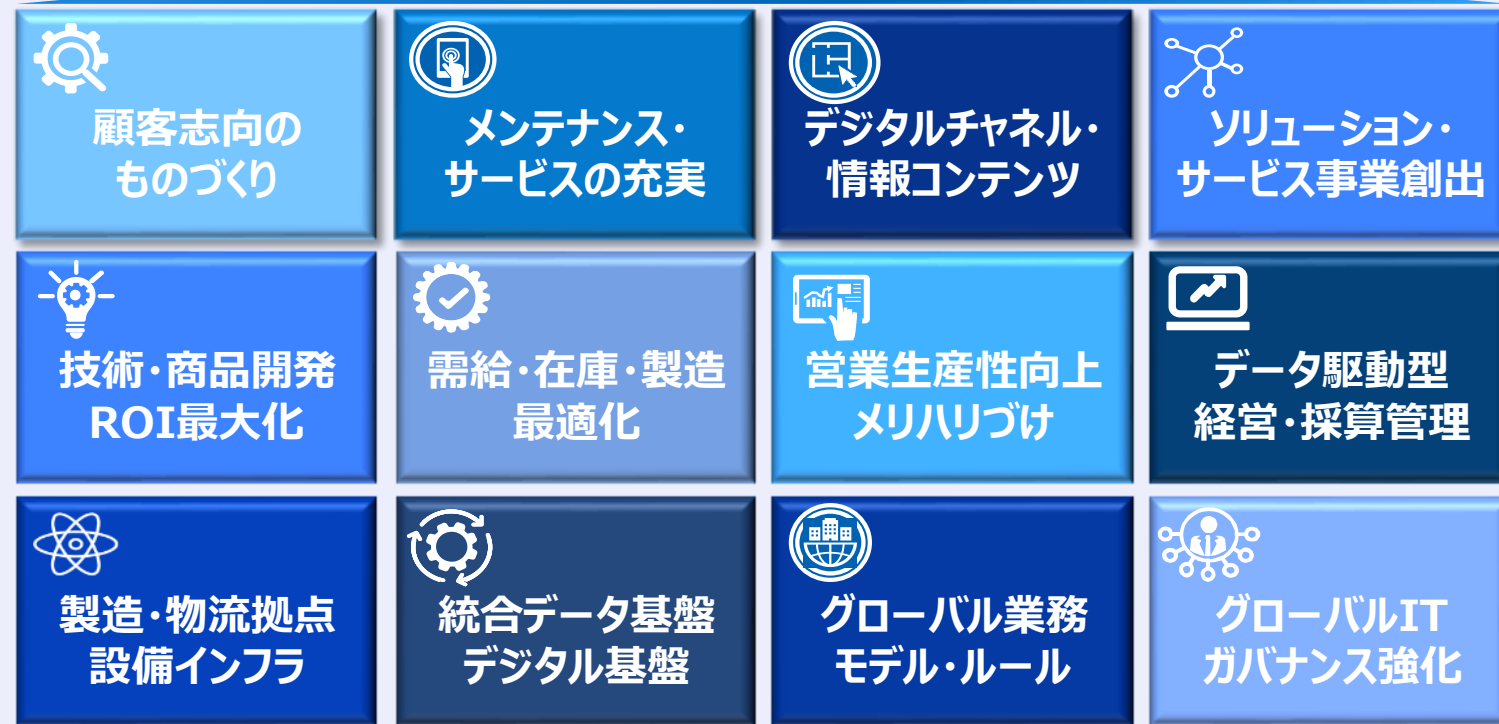 顧客志向の
ものづくり
メンテナンス・
サービスの充実
デジタルチャネル・
情報コンテンツ
ソリューション・
サービス事業創出
技術・商品開発
ROI最大化
需給・在庫・製造
最適化
営業生産性向上
メリハリづけ
データ駆動型
経営・採算管理
製造・物流拠点
設備インフラ
統合データ基盤
デジタル基盤
グローバル業務
モデル・ルール
グローバルIT
ガバナンス強化